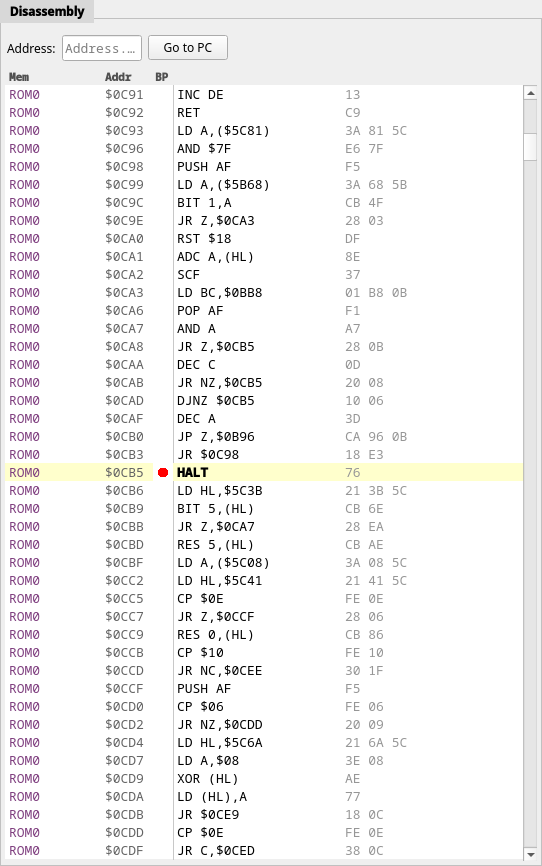 Disassembly
Address: Address.… Go to PC
Mem Addr BP
ROM0 $0C91 INC DE 13
ROM0 $0C92 RET C9
ROM0 $0C93 LD A,($5C81) 3A 81 5C
ROM0 $0C96 AND $7F E6 7F
ROM0 $0C98 PUSH AF F5
ROM0 $0C99 LD A,($5B68) 3A 68 5B
ROM0 $0C9C BIT 1,A CB 4F
ROM0 $0C9E JR Z,$0CA3 28 03
ROM0 $0CA0 RST $18 DF
ROM0 $0CA1 ADC A,(HL) 8E
ROM0 $0CA2 SCF 37
ROM0 $0CA3 LD BC,$0BB8 01 B8 0B
ROM0 $0CA6 POP AF F1
ROM0 $0CA7 AND A A7
ROM0 $0CA8 JR Z,$0CB5 28 0B
ROM0 $0CAA DEC C 0D
ROM0 $0CAB JR NZ,$0CB5 20 08
ROM0 $0CAD DJNZ $0CB5 10 06
ROM0 $0CAF DEC A 3D
ROM0 $0CB0 JP Z,$0B96 CA 96 0B
ROM0 $0CB3 JR $0C98 18 E3
ROM0 $0CB5 HALT 76
ROM0 $0CB6 LD HL,$5C3B 21 3B 5C
ROM0 $0CB9 BIT 5,(HL) CB 6E
ROM0 $0CBB JR Z,$0CA7 28 EA
ROM0 $0CBD RES 5,(HL) CB AE
ROM0 $0CBF LD A,($5C08) 3A 08 5C
ROM0 $0CC2 LD HL,$5C41 21 41 5C
ROM0 $0CC5 CP $0E FE 0E
ROM0 $0CC7 JR Z,$0CCF 28 06
ROM0 $0CC9 RES 0,(HL) CB 86
ROM0 $0CCB CP $10 FE 10
ROM0 $0CCD JR NC,$0CEE 30 1F
ROM0 $0CCF PUSH AF F5
ROM0 $0CD0 CP $06 FE 06
ROM0 $0CD2 JR NZ,$0CDD 20 09
ROM0 $0CD4 LD HL,$5C6A 21 6A 5C
ROM0 $0CD7 LD A,$08 3E 08
ROM0 $0CD9 XOR (HL) AE
ROM0 $0CDA LD (HL),A 77
ROM0 $0CDB JR $0CE9 18 0C
ROM0 $0CDD CP $0E FE 0E
ROM0 $0CDF JR C,$0CED 38 0C